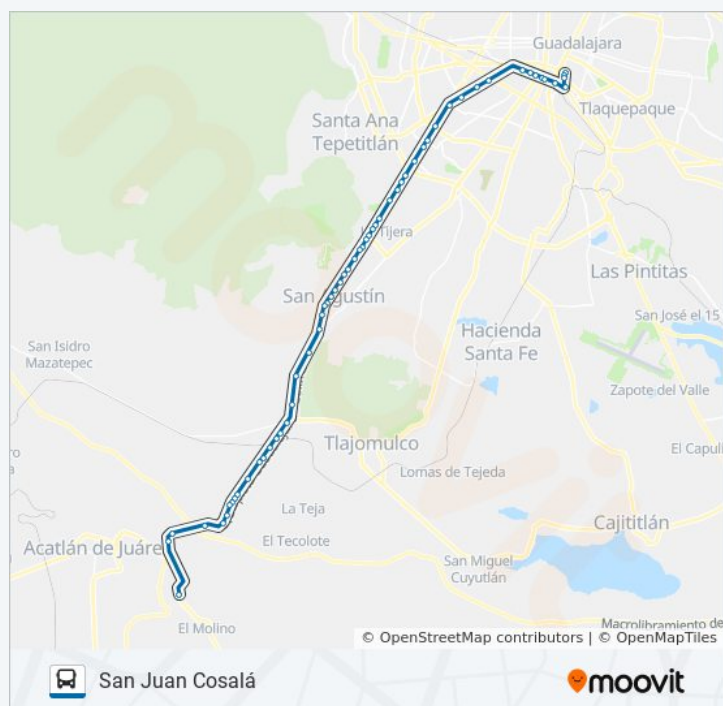 Guadalajara
Tlaquepaque
Santa Ana
Tepetitlán
La Tijera
Las Pintitas
San Agustín
San José el 15
Hacienda
Santa Fe
San Isidro
Mazatepec
Zapote del Valle
Tlajomulco
El Capuli
Lomas de Tejeda
La Teja
Cajititlán
Acatlán de Juáre
El Tecolote
San Miguel
Cuyutlán
El Molino
Macrolibramiento de
© OpenStreetMap contributors | © OpenMapTiles
San Juan Cosalá
moovit